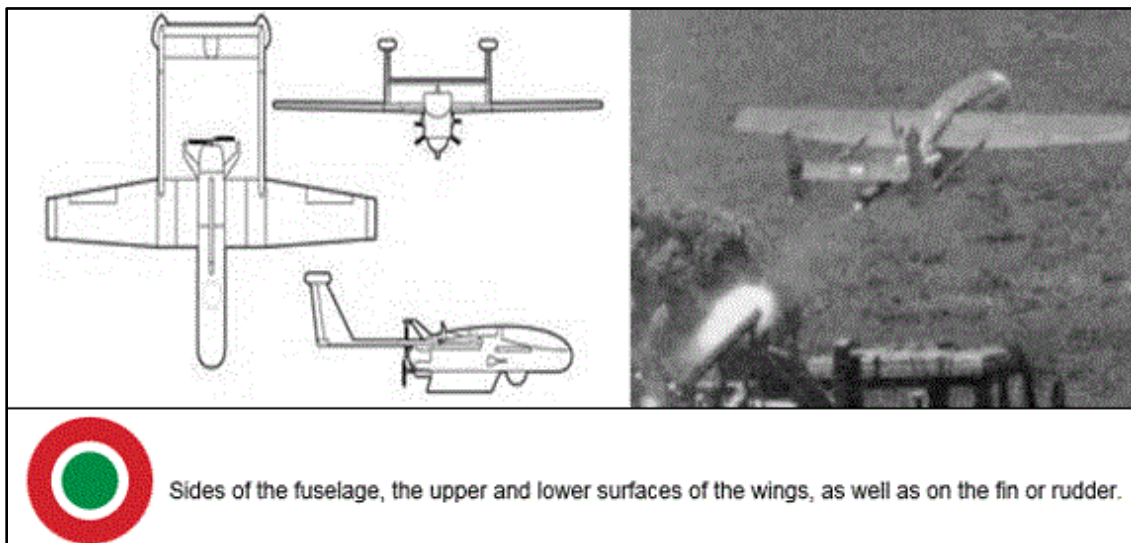 Sides of the fuselage, the upper and lower surfaces of the wings, as well as on the fin or rudder.